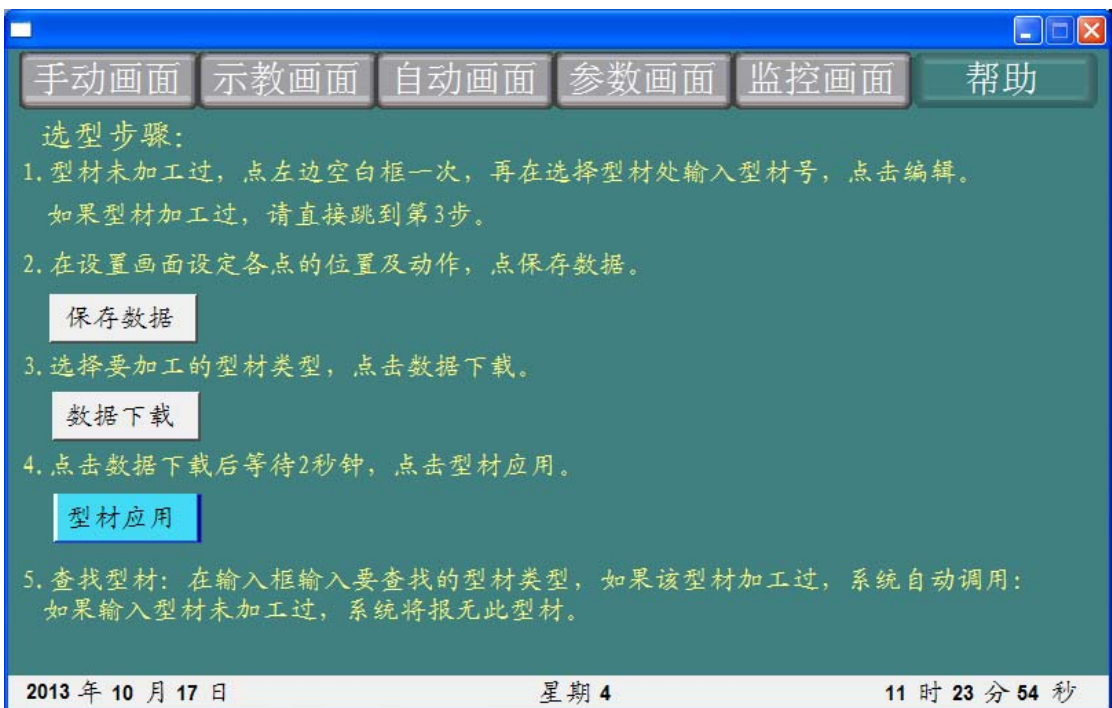 手动画面 示教画面 自动画面 参数画面 监控画面 帮助
选型步骤:
1.型材未加工过，点左边空白框一次，再在选择型材处输入型材号，点击编辑。
如果型材加工过，请直接跳到第3步。
2.在设置画面设定各点的位置及动作，点保存数据。
保存数据
3.选择要加工的型材类型，点击数据下载。
数据下载
4.点击数据下载后等待2秒钟，点击型材应用。
型材应用
5.查找型材：在输入框输入要查找的型材类型，如果该型材加工过，系统自动调用：
如果输入型材未加工过，系统将报无此型材。
2013 年 10 月 17 日 星期 4 11 时 23 分 54 秒